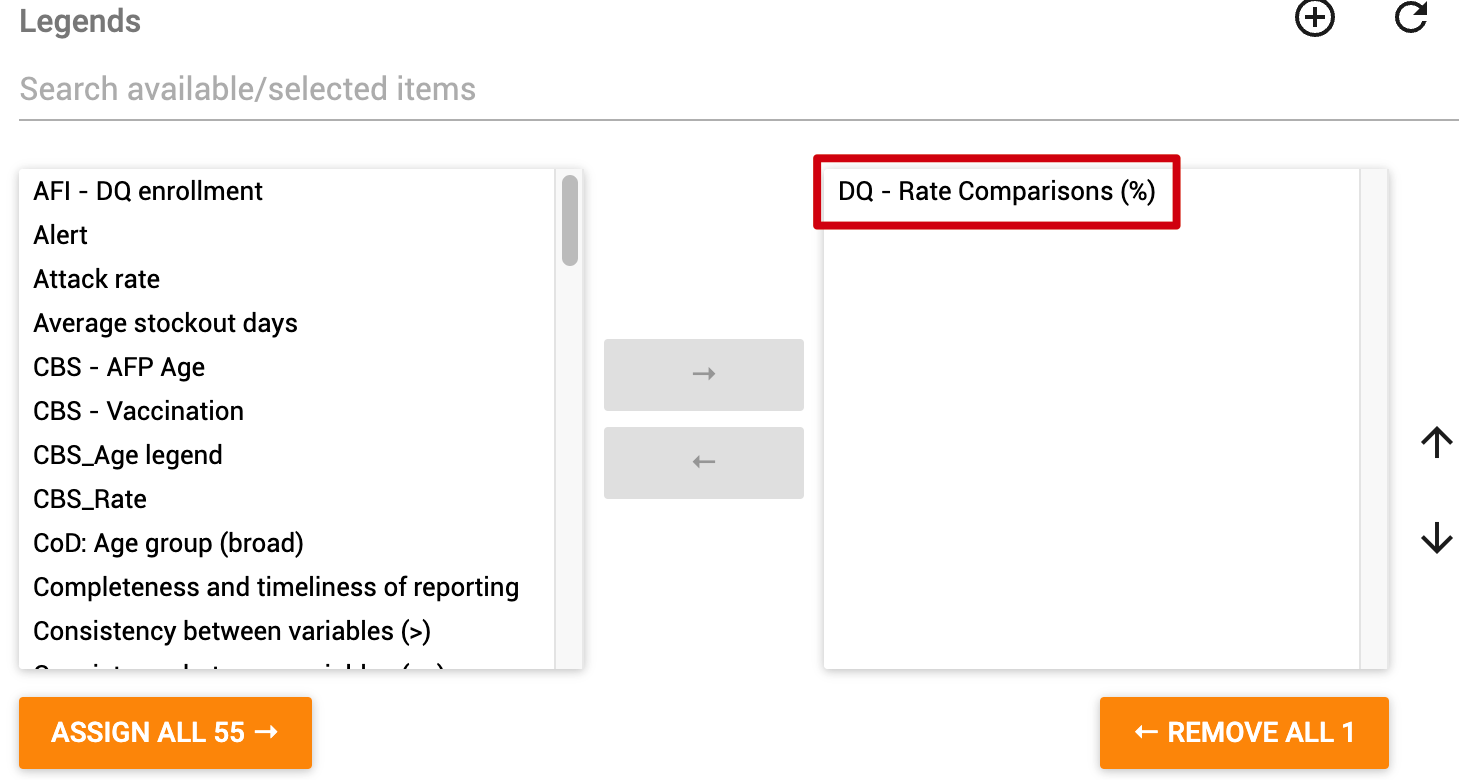 Legends
Search available/selected items
AFI - DQ enrollment
Alert
Attack rate
Average stockout days
CBS - AFP Age
CBS - Vaccination
CBS_Age legend
CBS_Rate
CoD: Age group (broad)
Completeness and timeliness of reporting
Consistency between variables (>)
DQ - Rate Comparisons (%)
→
←
↑
↓
ASSIGN ALL 55 →
← REMOVE ALL 1